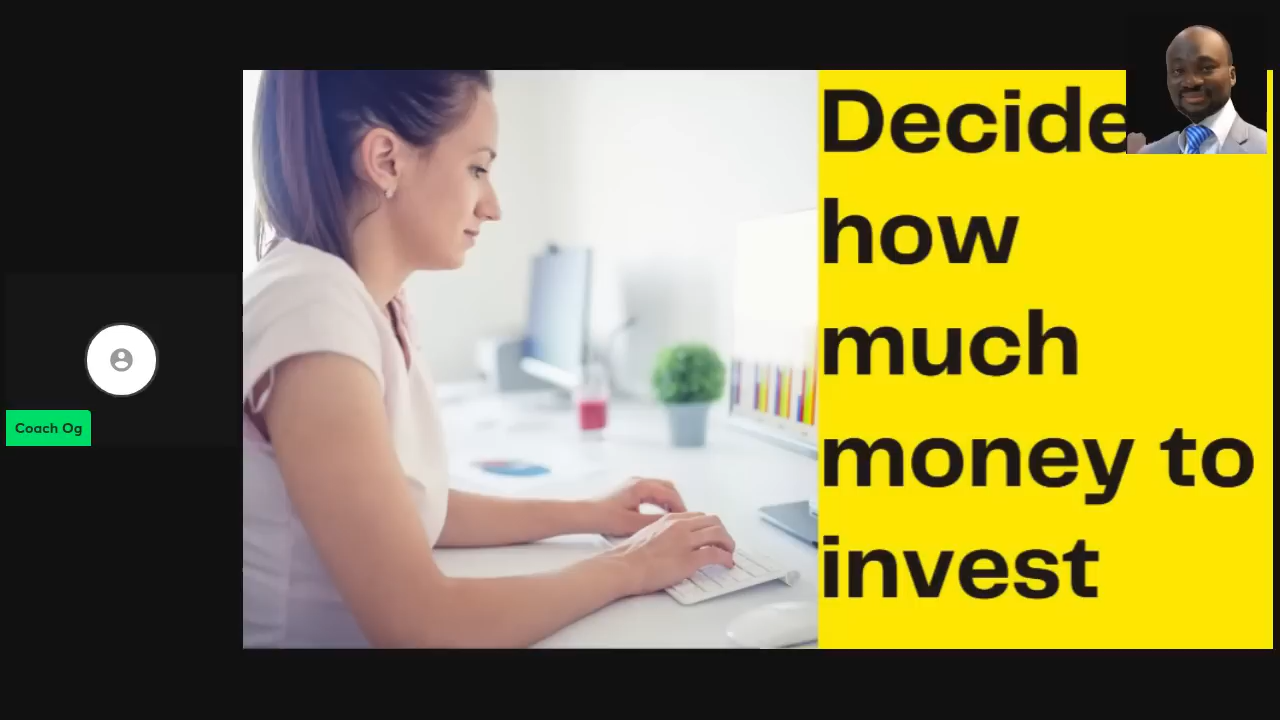 Decide
how
much
money to
invest
Coach Og